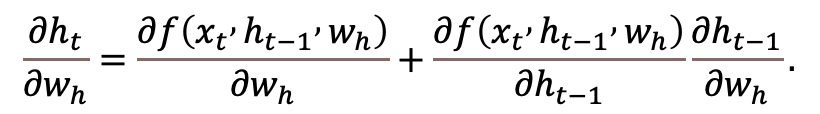 ∂h_t/∂w_h = ∂f(x_t, h_{t−1}, w_h)/∂w_h + ∂f(x_t, h_{t−1}, w_h)/∂h_{t−1} ∂h_{t−1}/∂w_h.